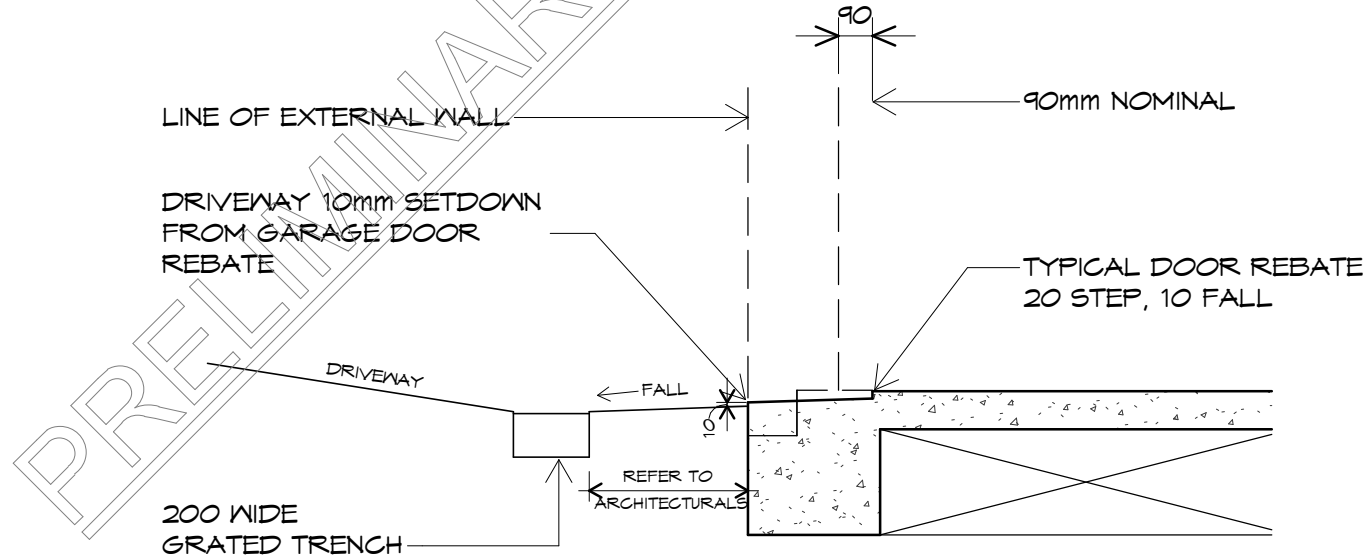 PRELIMINAR
90
LINE OF EXTERNAL WALL
90mm NOMINAL
DRIVEWAY 10mm SETDOWN
FROM GARAGE DOOR
REBATE
TYPICAL DOOR REBATE
20 STEP, 10 FALL
DRIVEWAY
FALL
10
REFER TO
ARCHITECTURALS
200 WIDE
GRATED TRENCH